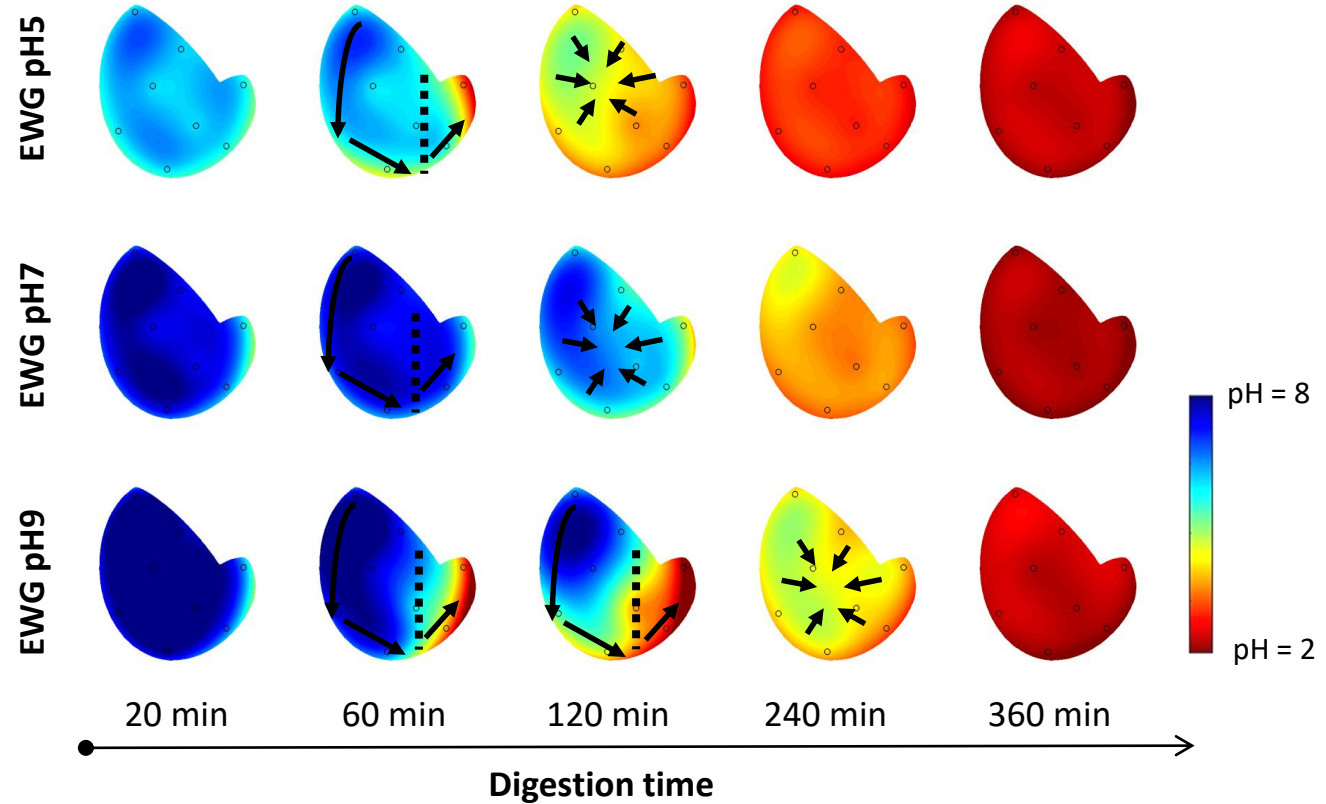 EWG pH5
EWG pH7
EWG pH9
pH = 8
pH = 2
20 min
60 min
120 min
240 min
360 min
Digestion time